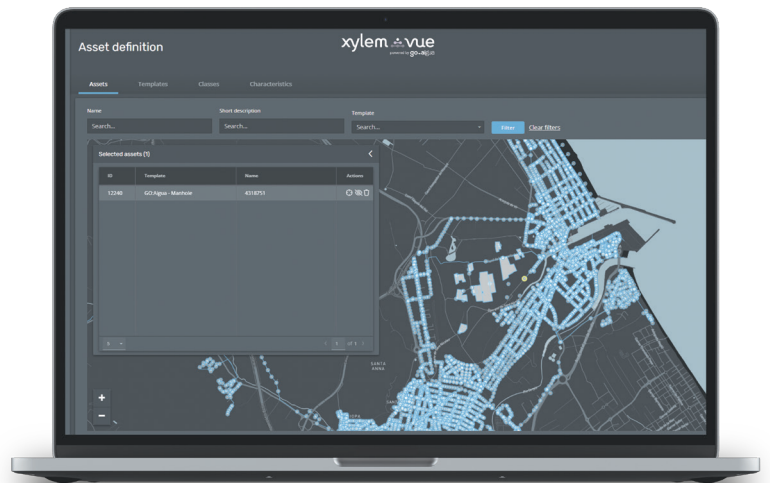 Asset definition
xylem vue
powered by go-aigua
Assets Templates Classes Characteristics
Name Short description Template
Search... Search... Search... Filter Clear filters
Selected assets (1)
ID Template Name Actions
12240 GO Aigua - Manhole 4318751
5 1 of 1
SANTA
ANNA